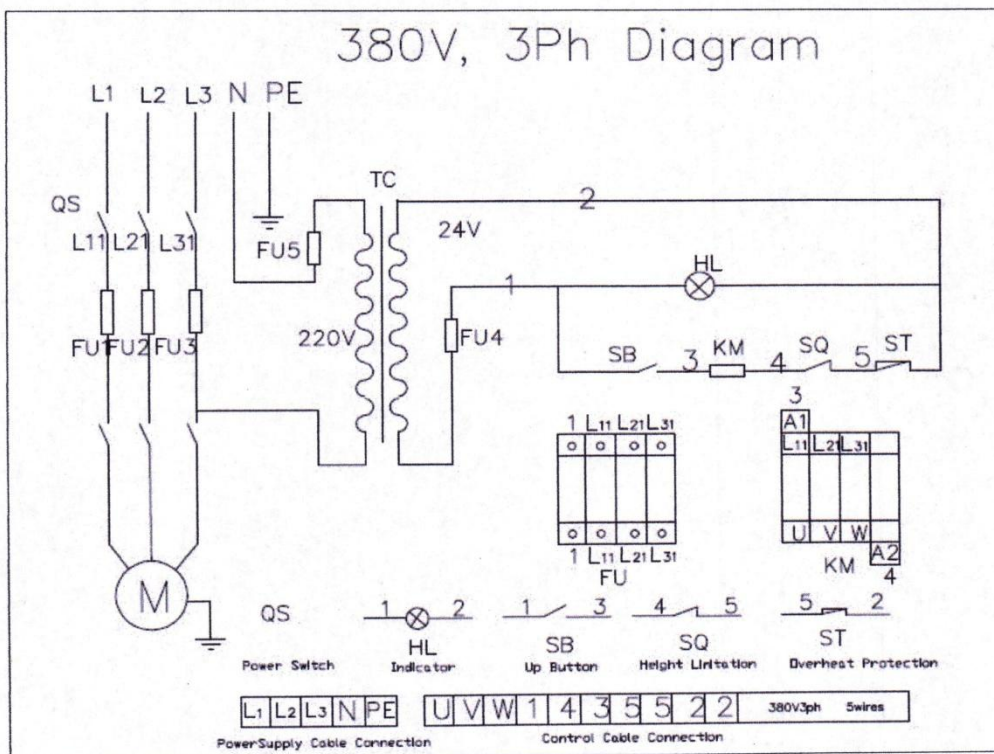 380V, 3Ph Diagram
L1 L2 L3 N PE
TC
QS
2
24V
L11 L21 L31
FU5
HL
1
FU1 FU2 FU3
220V
FU4
SB 3 KM 4 SQ 5 ST
3
1 L11 L21 L31
A1
L11 L21 L31
U V W
1 L11 L21 L31
A2
FU
KM
4
QS
1 2
1 3
4 5
5 2
HL
SB
SQ
ST
M
Power Switch
Indicator
Up Button
Height Linitation
Overheat Protection
L1 L2 L3 N PE
U V W 1 4 3 5 5 2 2 380V3ph 5wires
PowerSupply Cable Connection
Control Cable Connection